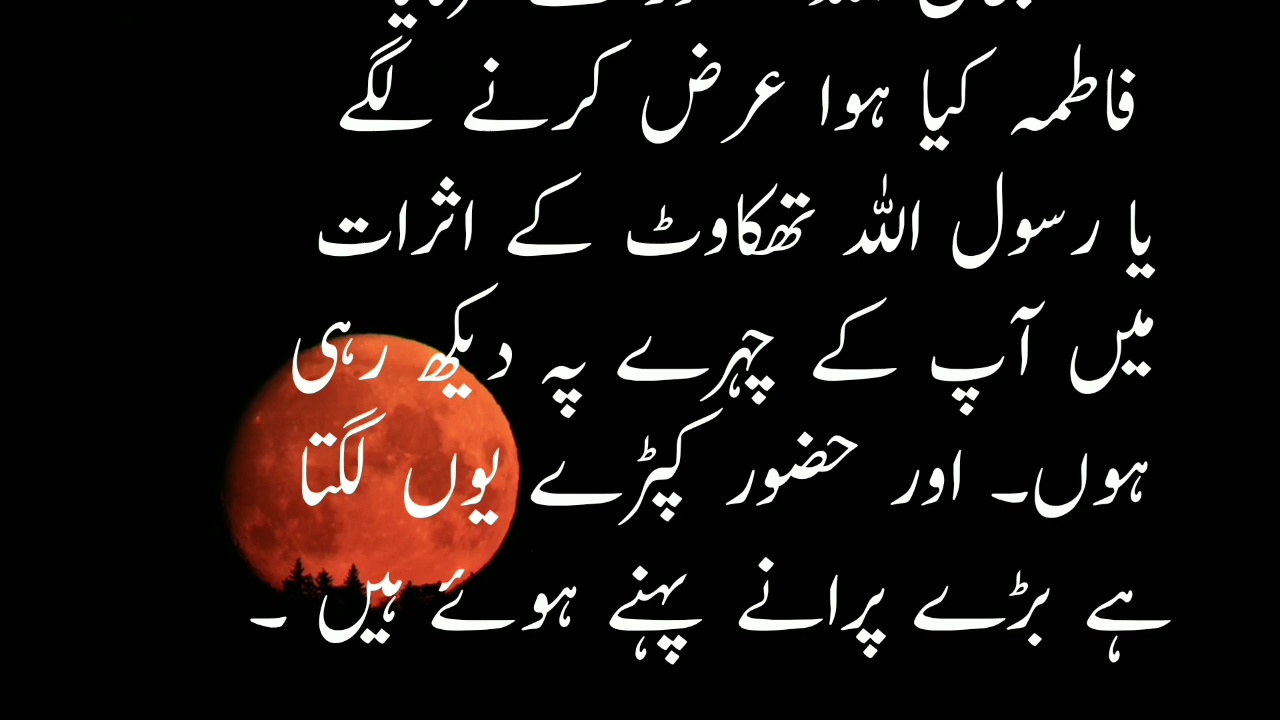 فاطمہ کیا ہوا عرض کرنے لگے
یا رسول اللہ تھکاوٹ کے اثرات
میں آپ کے چہرے پہ دیکھ رہی
ہوں۔ اور حضور کپڑے یوں لگتا
ہے بڑے پرانے پہنے ہوئے ہیں ۔